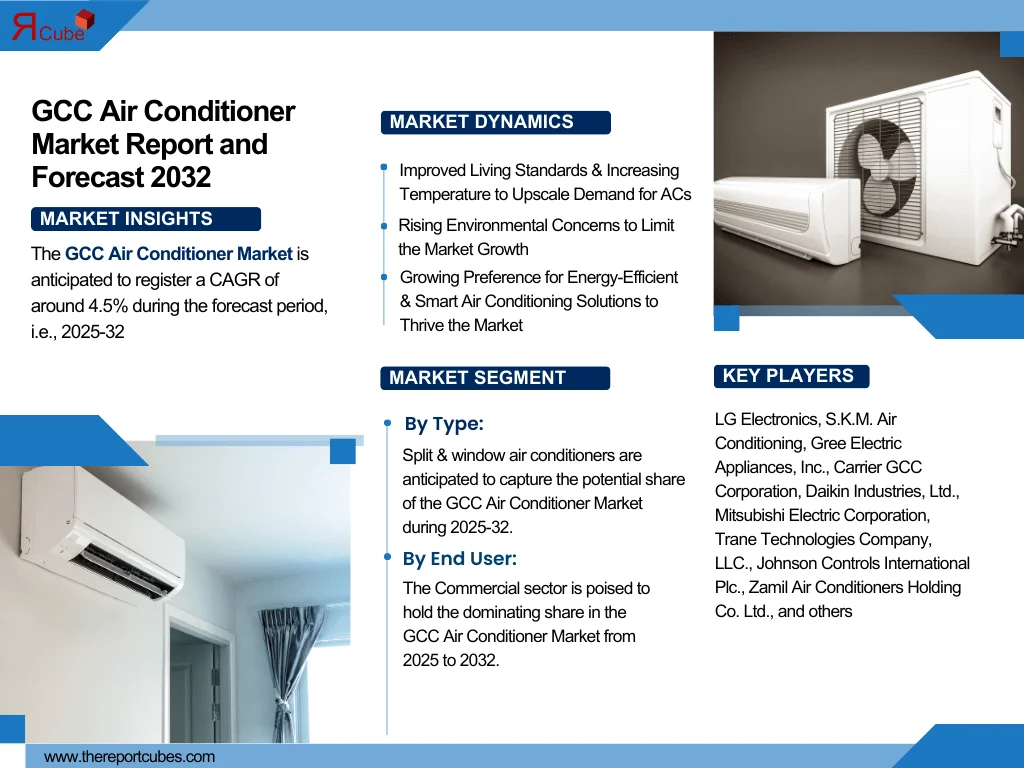 ЯCube
GCC Air Conditioner
Market Report and
Forecast 2032
MARKET INSIGHTS
The GCC Air Conditioner Market is
anticipated to register a CAGR of
around 4.5% during the forecast period,
i.e., 2025-32
MARKET DYNAMICS
Improved Living Standards & Increasing
Temperature to Upscale Demand for ACs
Rising Environmental Concerns to Limit
the Market Growth
Growing Preference for Energy-Efficient
& Smart Air Conditioning Solutions to
Thrive the Market
MARKET SEGMENT
By Type:
Split & window air conditioners are
anticipated to capture the potential share
of the GCC Air Conditioner Market
during 2025-32.
By End User:
The Commercial sector is poised to
hold the dominating share in the
GCC Air Conditioner Market from
2025 to 2032.
KEY PLAYERS
LG Electronics, S.K.M. Air
Conditioning, Gree Electric
Appliances, Inc., Carrier GCC
Corporation, Daikin Industries, Ltd.,
Mitsubishi Electric Corporation,
Trane Technologies Company,
LLC., Johnson Controls International
Plc., Zamil Air Conditioners Holding
Co. Ltd., and others
www.thereportcubes.com